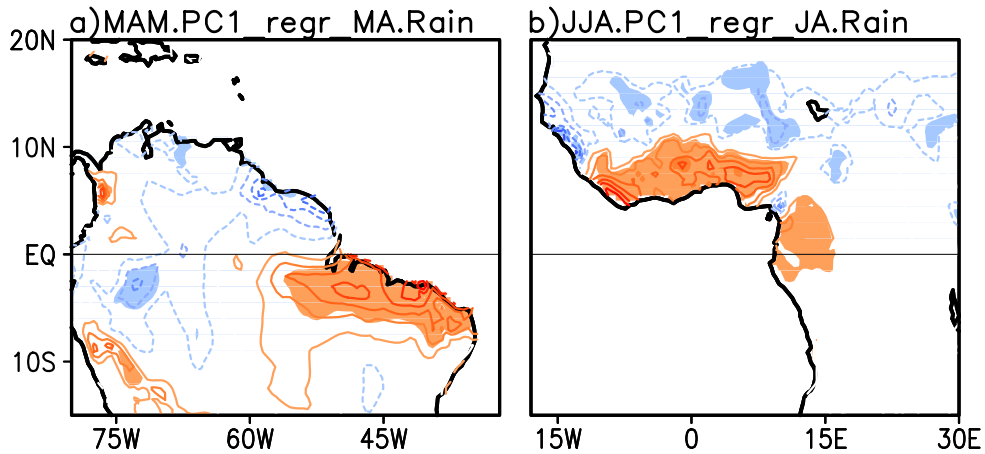 a)MAM.PC1_regr_MA.Rain
b)JJA.PC1_regr_JA.Rain
20N
10N
EQ
10S
75W 60W 45W
15W 0 15E 30E